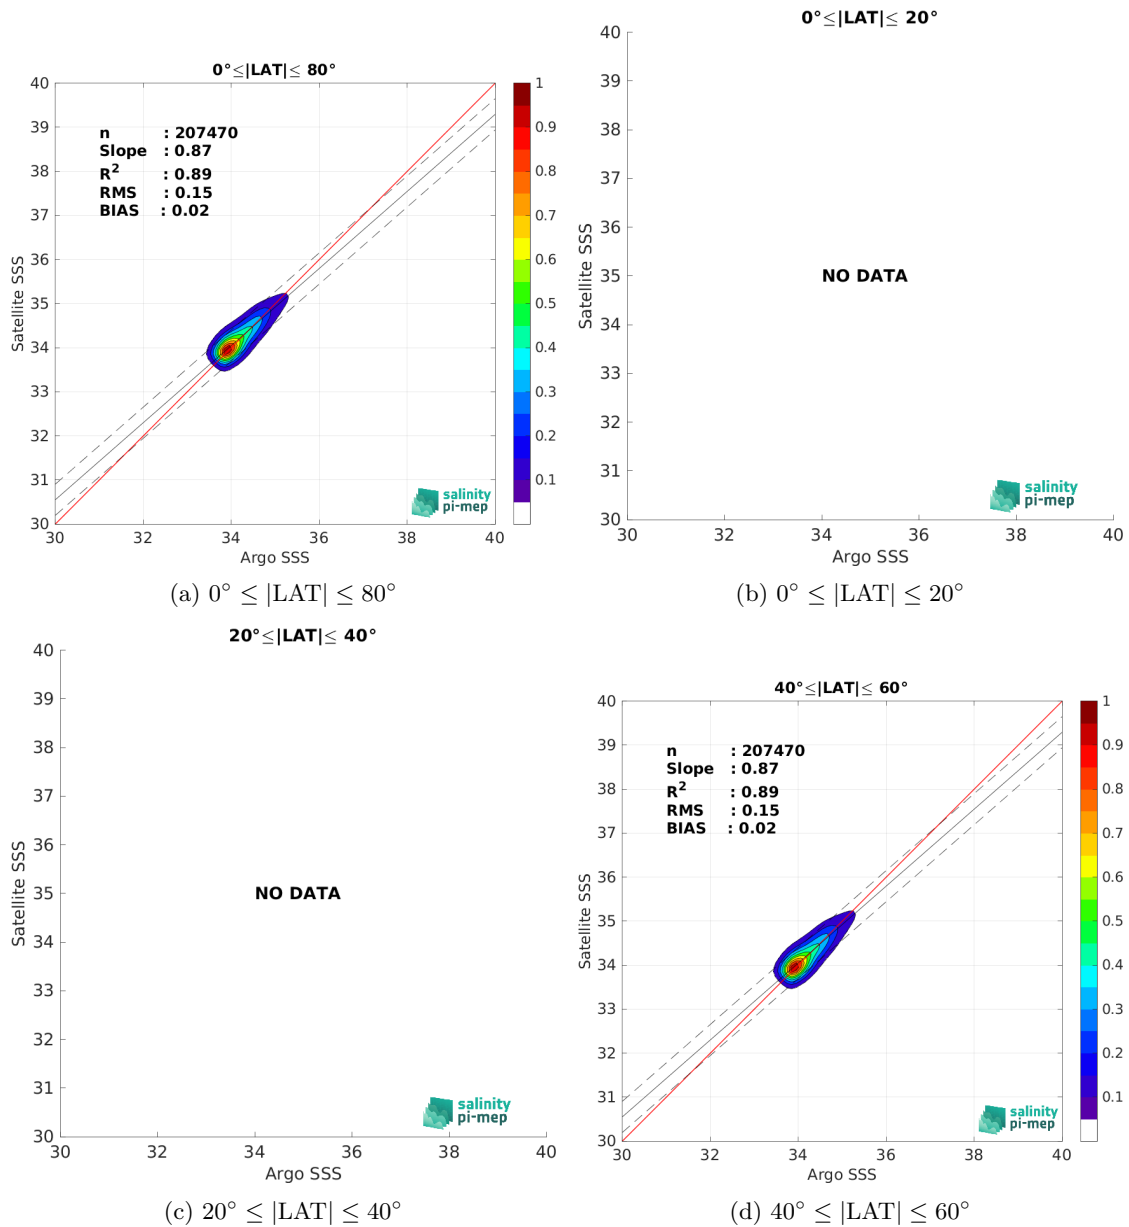 0°≤|LAT|≤ 80°
40
39
38
37
36
35
34
33
32
31
30
Satellite SSS
n : 207470
Slope : 0.87
R2 : 0.89
RMS : 0.15
BIAS : 0.02
salinity
pi-mep
30 32 34 36 38 40
Argo SSS
1
0.9
0.8
0.7
0.6
0.5
0.4
0.3
0.2
0.1
(a) 0° ≤ |LAT| ≤ 80°
0°≤|LAT|≤ 20°
40
39
38
37
36
35
34
33
32
31
30
Satellite SSS
NO DATA
salinity
pi-mep
30 32 34 36 38 40
Argo SSS
(b) 0° ≤ |LAT| ≤ 20°
20°≤|LAT|≤ 40°
40
39
38
37
36
35
34
33
32
31
30
Satellite SSS
NO DATA
salinity
pi-mep
30 32 34 36 38 40
Argo SSS
(c) 20° ≤ |LAT| ≤ 40°
40°≤|LAT|≤ 60°
40
39
38
37
36
35
34
33
32
31
30
Satellite SSS
n : 207470
Slope : 0.87
R2 : 0.89
RMS : 0.15
BIAS : 0.02
salinity
pi-mep
30 32 34 36 38 40
Argo SSS
1
0.9
0.8
0.7
0.6
0.5
0.4
0.3
0.2
0.1
(d) 40° ≤ |LAT| ≤ 60°